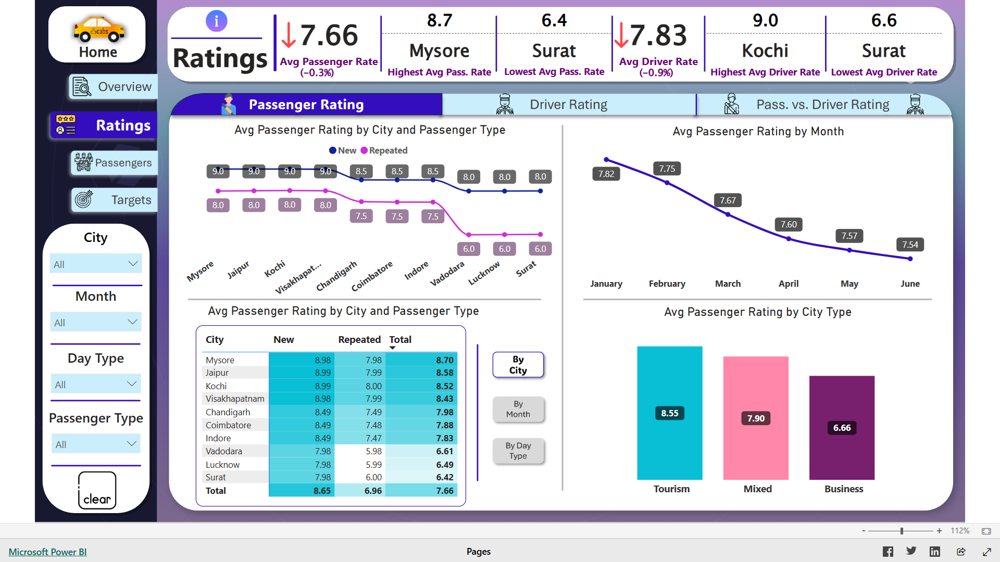 cabs
Home
Overview
Ratings
Passengers
Targets
City
All
Month
All
Day Type
All
Passenger Type
All
clear
i
Ratings
7.66
Avg Passenger Rate
(−0.3%)
8.7
Mysore
Highest Avg Pass. Rate
6.4
Surat
Lowest Avg Pass. Rate
7.83
Avg Driver Rate
(−0.9%)
9.0
Kochi
Highest Avg Driver Rate
6.6
Surat
Lowest Avg Driver Rate
Passenger Rating
Driver Rating
Pass. vs. Driver Rating
Avg Passenger Rating by City and Passenger Type
New Repeated
9.0 9.0 9.0 9.0 8.5 8.5 8.5 8.0 8.0 8.0
8.0 8.0 8.0 8.0 7.5 7.5 7.5 6.0 6.0 6.0
Mysore Jaipur Kochi Visakhapat... Chandigarh Coimbatore Indore Vadodara Lucknow Surat
Avg Passenger Rating by Month
7.82 7.75 7.67 7.60 7.57 7.54
January February March April May June
Avg Passenger Rating by City and Passenger Type
City New Repeated Total
Mysore 8.98 7.98 8.70
Jaipur 8.99 7.99 8.58
Kochi 8.99 8.00 8.52
Visakhapatnam 8.98 7.99 8.43
Chandigarh 8.49 7.49 7.98
Coimbatore 8.49 7.48 7.88
Indore 8.49 7.47 7.83
Vadodara 7.98 5.98 6.61
Lucknow 7.98 5.99 6.49
Surat 7.98 6.00 6.42
Total 8.65 6.96 7.66
By
City
By
Month
By Day
Type
Avg Passenger Rating by City Type
8.55 7.90 6.66
Tourism Mixed Business
- + 112%
Microsoft Power BI
Pages